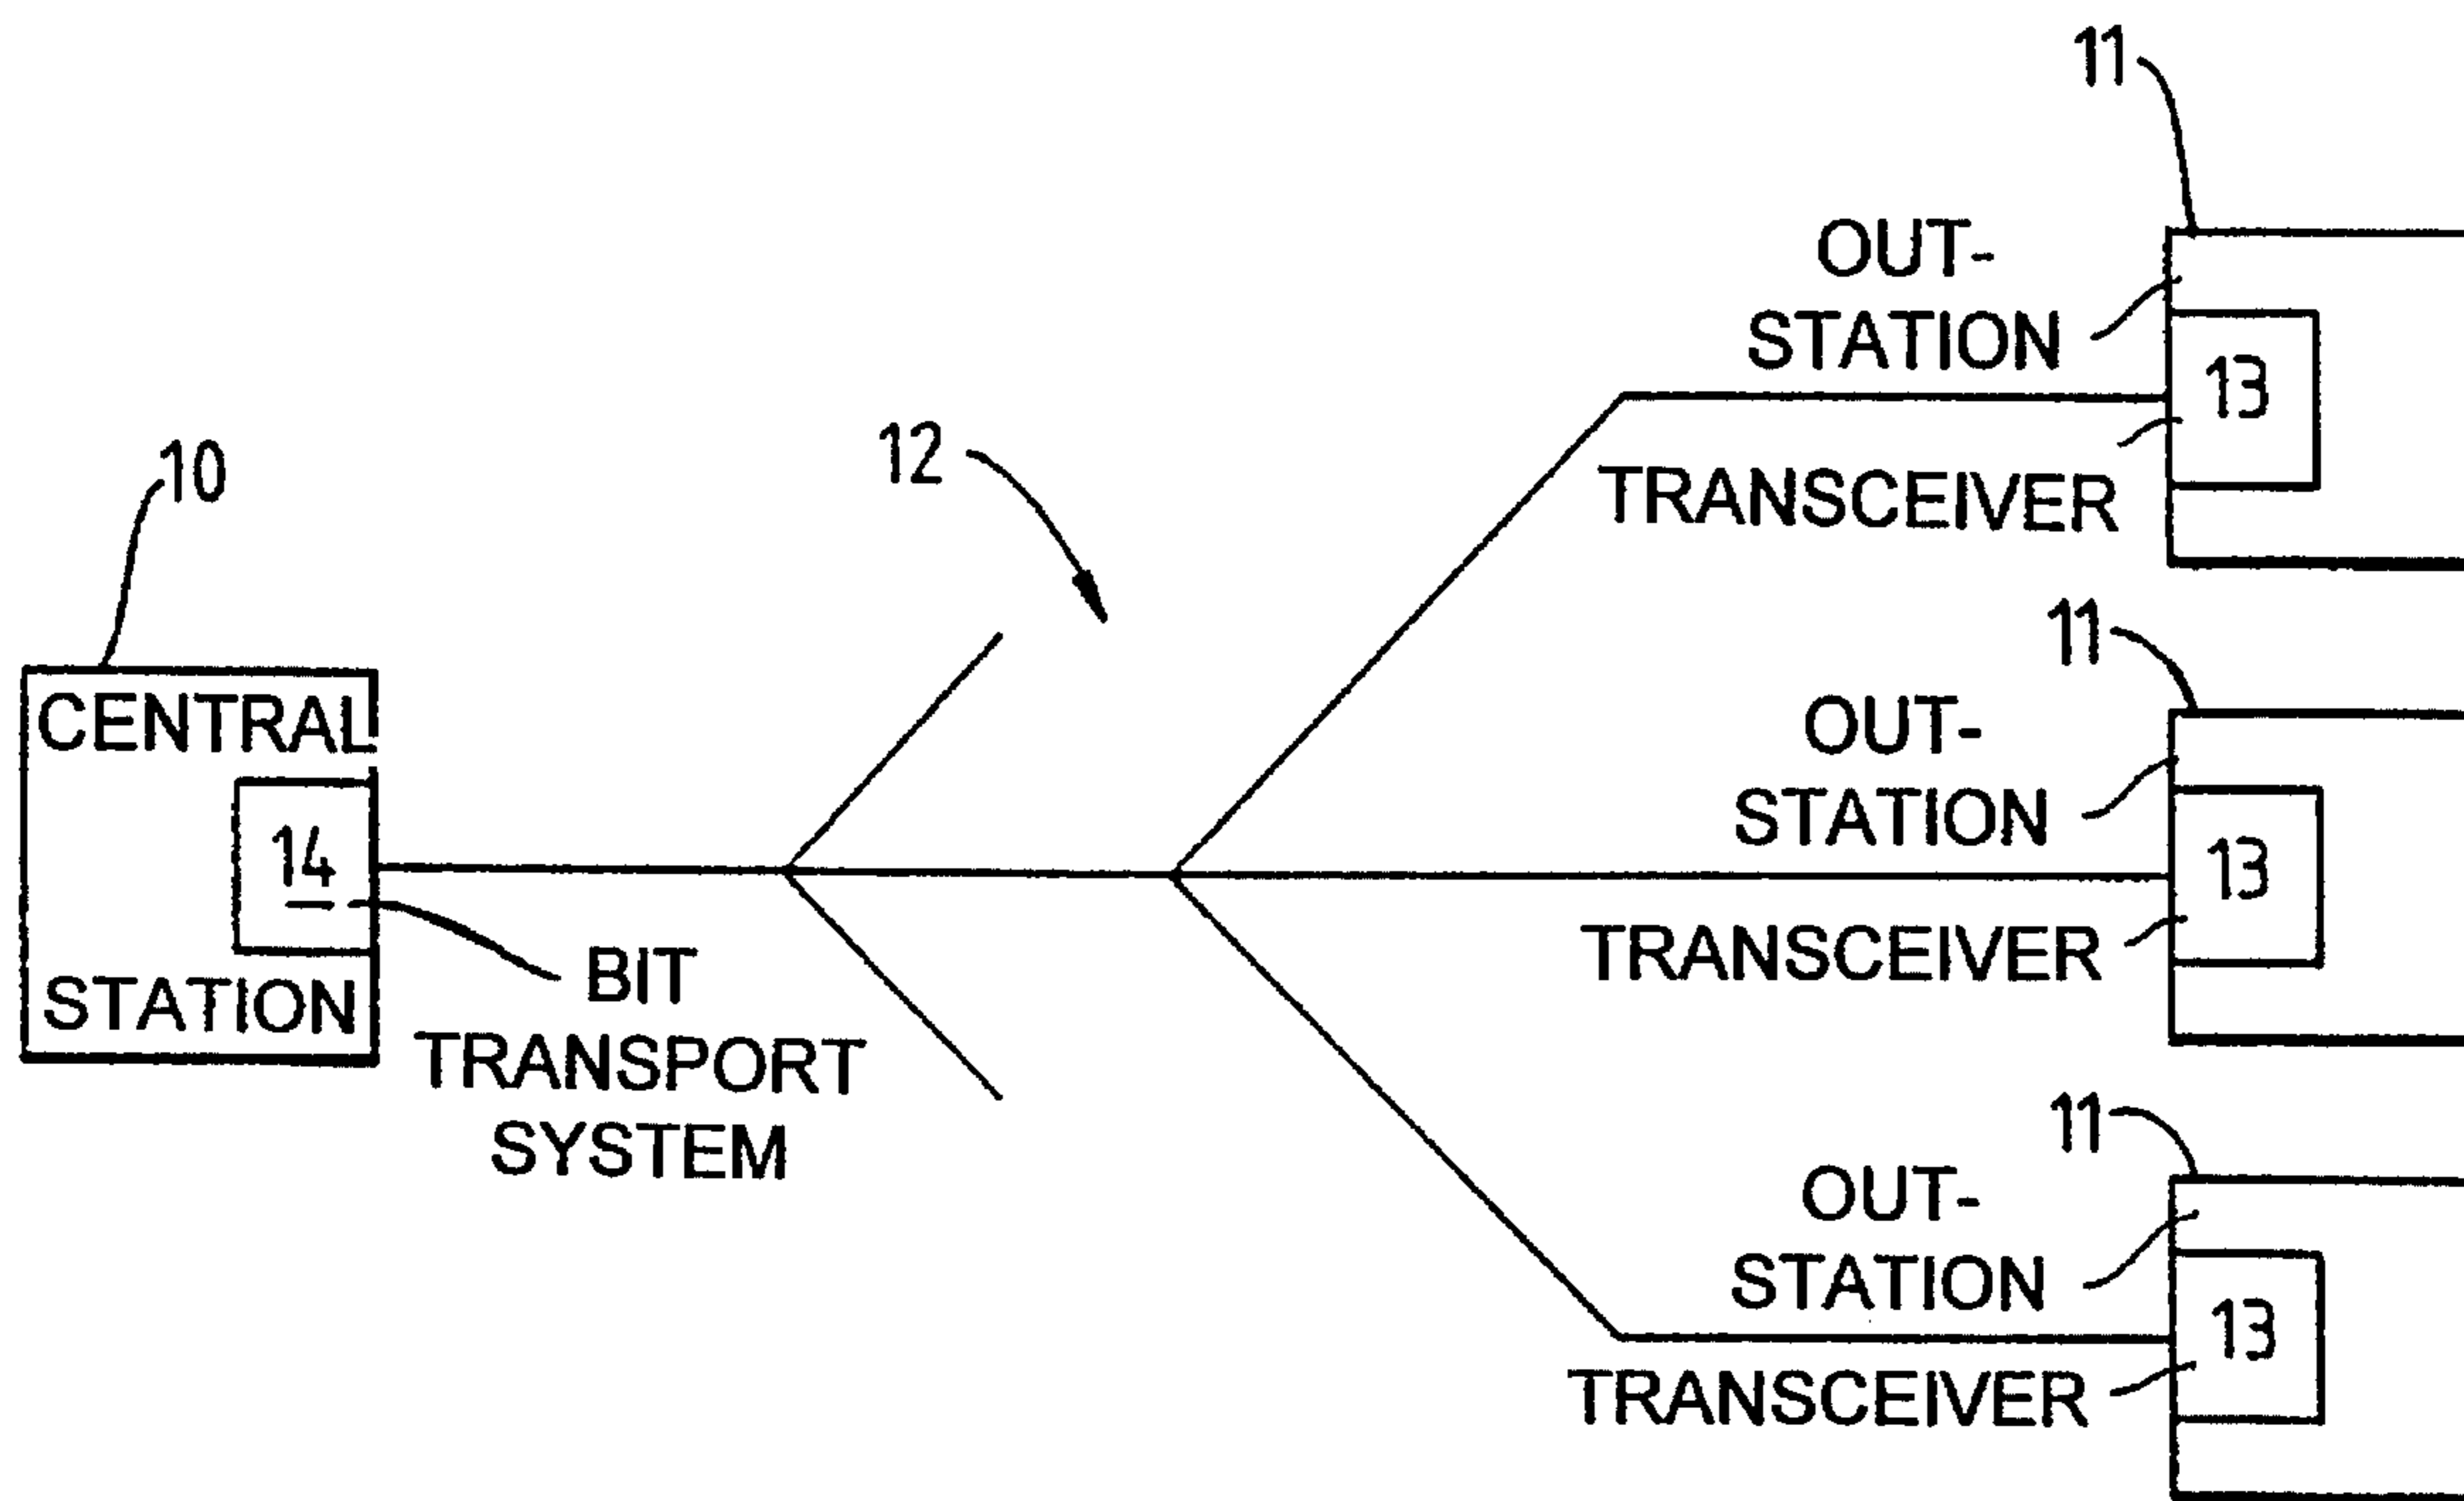 10
CENTRAL
14
STATION
BIT
TRANSPORT
SYSTEM
12
11
OUT-
STATION
13
TRANSCEIVER
11
OUT-
STATION
13
TRANSCEIVER
11
OUT-
STATION
13
TRANSCEIVER